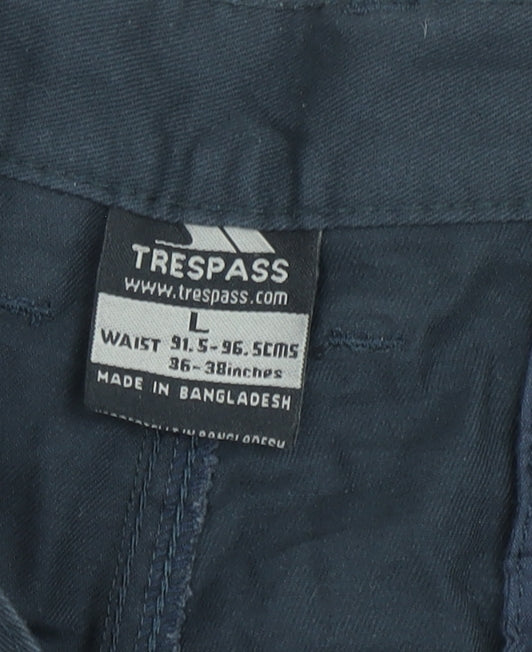 TRESPASS
www.trespass.com
L
WAIST 91.5-96.5CMS
36-38inches
MADE IN BANGLADESH